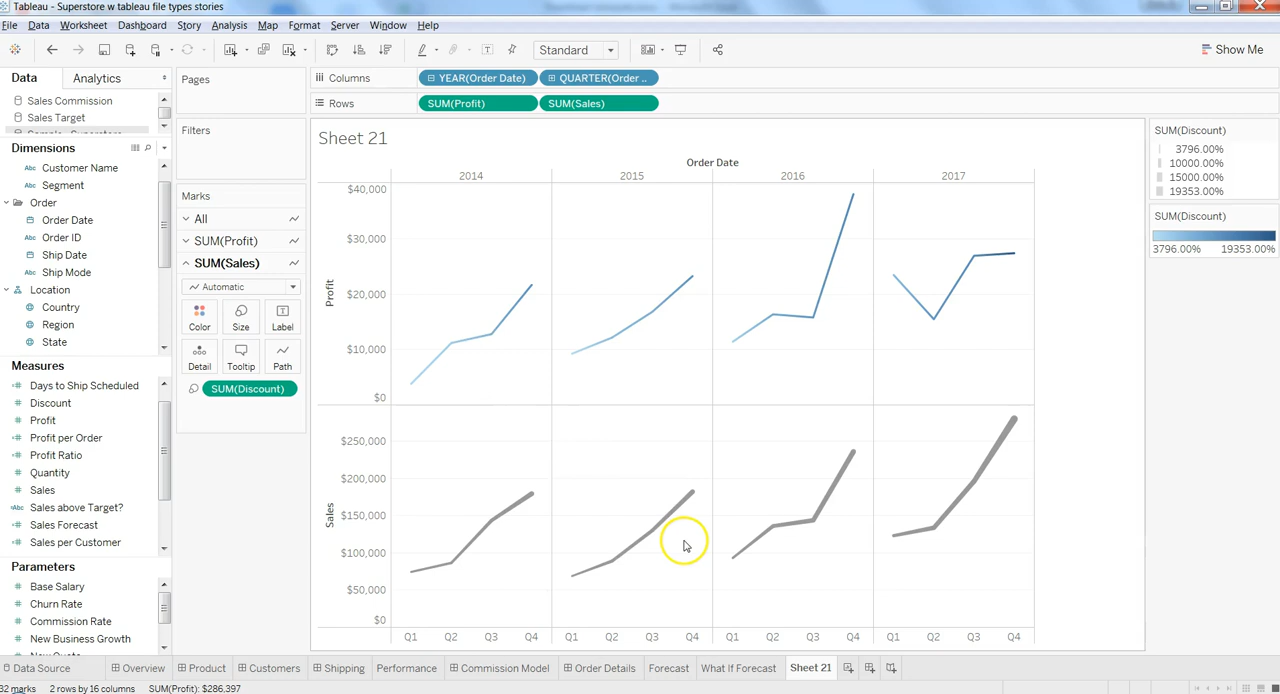 Tableau - Superstore w tableau file types stories
File Data Worksheet Dashboard Story Analysis Map Format Server Window Help
Standard
Show Me
Data Analytics
Sales Commission
Sales Target
Dimensions
Abc Customer Name
Abc Segment
Order
Order Date
Abc Order ID
Ship Date
Abc Ship Mode
Location
Country
Region
State
Measures
Days to Ship Scheduled
Discount
Profit
Profit per Order
Profit Ratio
Quantity
Sales
Abc Sales above Target?
Sales Forecast
Sales per Customer
Parameters
Base Salary
Churn Rate
Commission Rate
New Business Growth
Pages
Filters
Marks
All
SUM(Profit)
SUM(Sales)
Automatic
Color Size Label
Detail Tooltip Path
SUM(Discount)
Columns YEAR(Order Date) QUARTER(Order ..
Rows SUM(Profit) SUM(Sales)
Sheet 21
Order Date
2014 2015 2016 2017
Profit
$40,000
$30,000
$20,000
$10,000
$0
Sales
$250,000
$200,000
$150,000
$100,000
$50,000
$0
Q1 Q2 Q3 Q4 Q1 Q2 Q3 Q4 Q1 Q2 Q3 Q4 Q1 Q2 Q3 Q4
SUM(Discount)
3796.00%
10000.00%
15000.00%
19353.00%
SUM(Discount)
3796.00% 19353.00%
Data Source Overview Product Customers Shipping Performance Commission Model Order Details Forecast What If Forecast Sheet 21
32 marks 2 rows by 16 columns SUM(Profit): $286,397